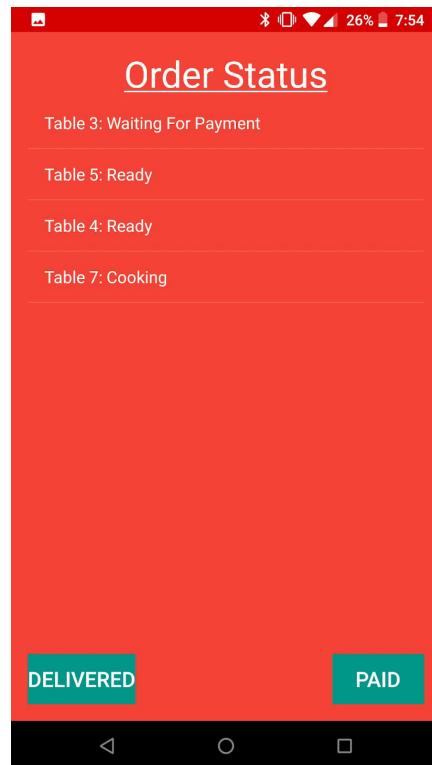 26% 7:54
Order Status
Table 3: Waiting For Payment
Table 5: Ready
Table 4: Ready
Table 7: Cooking
DELIVERED PAID